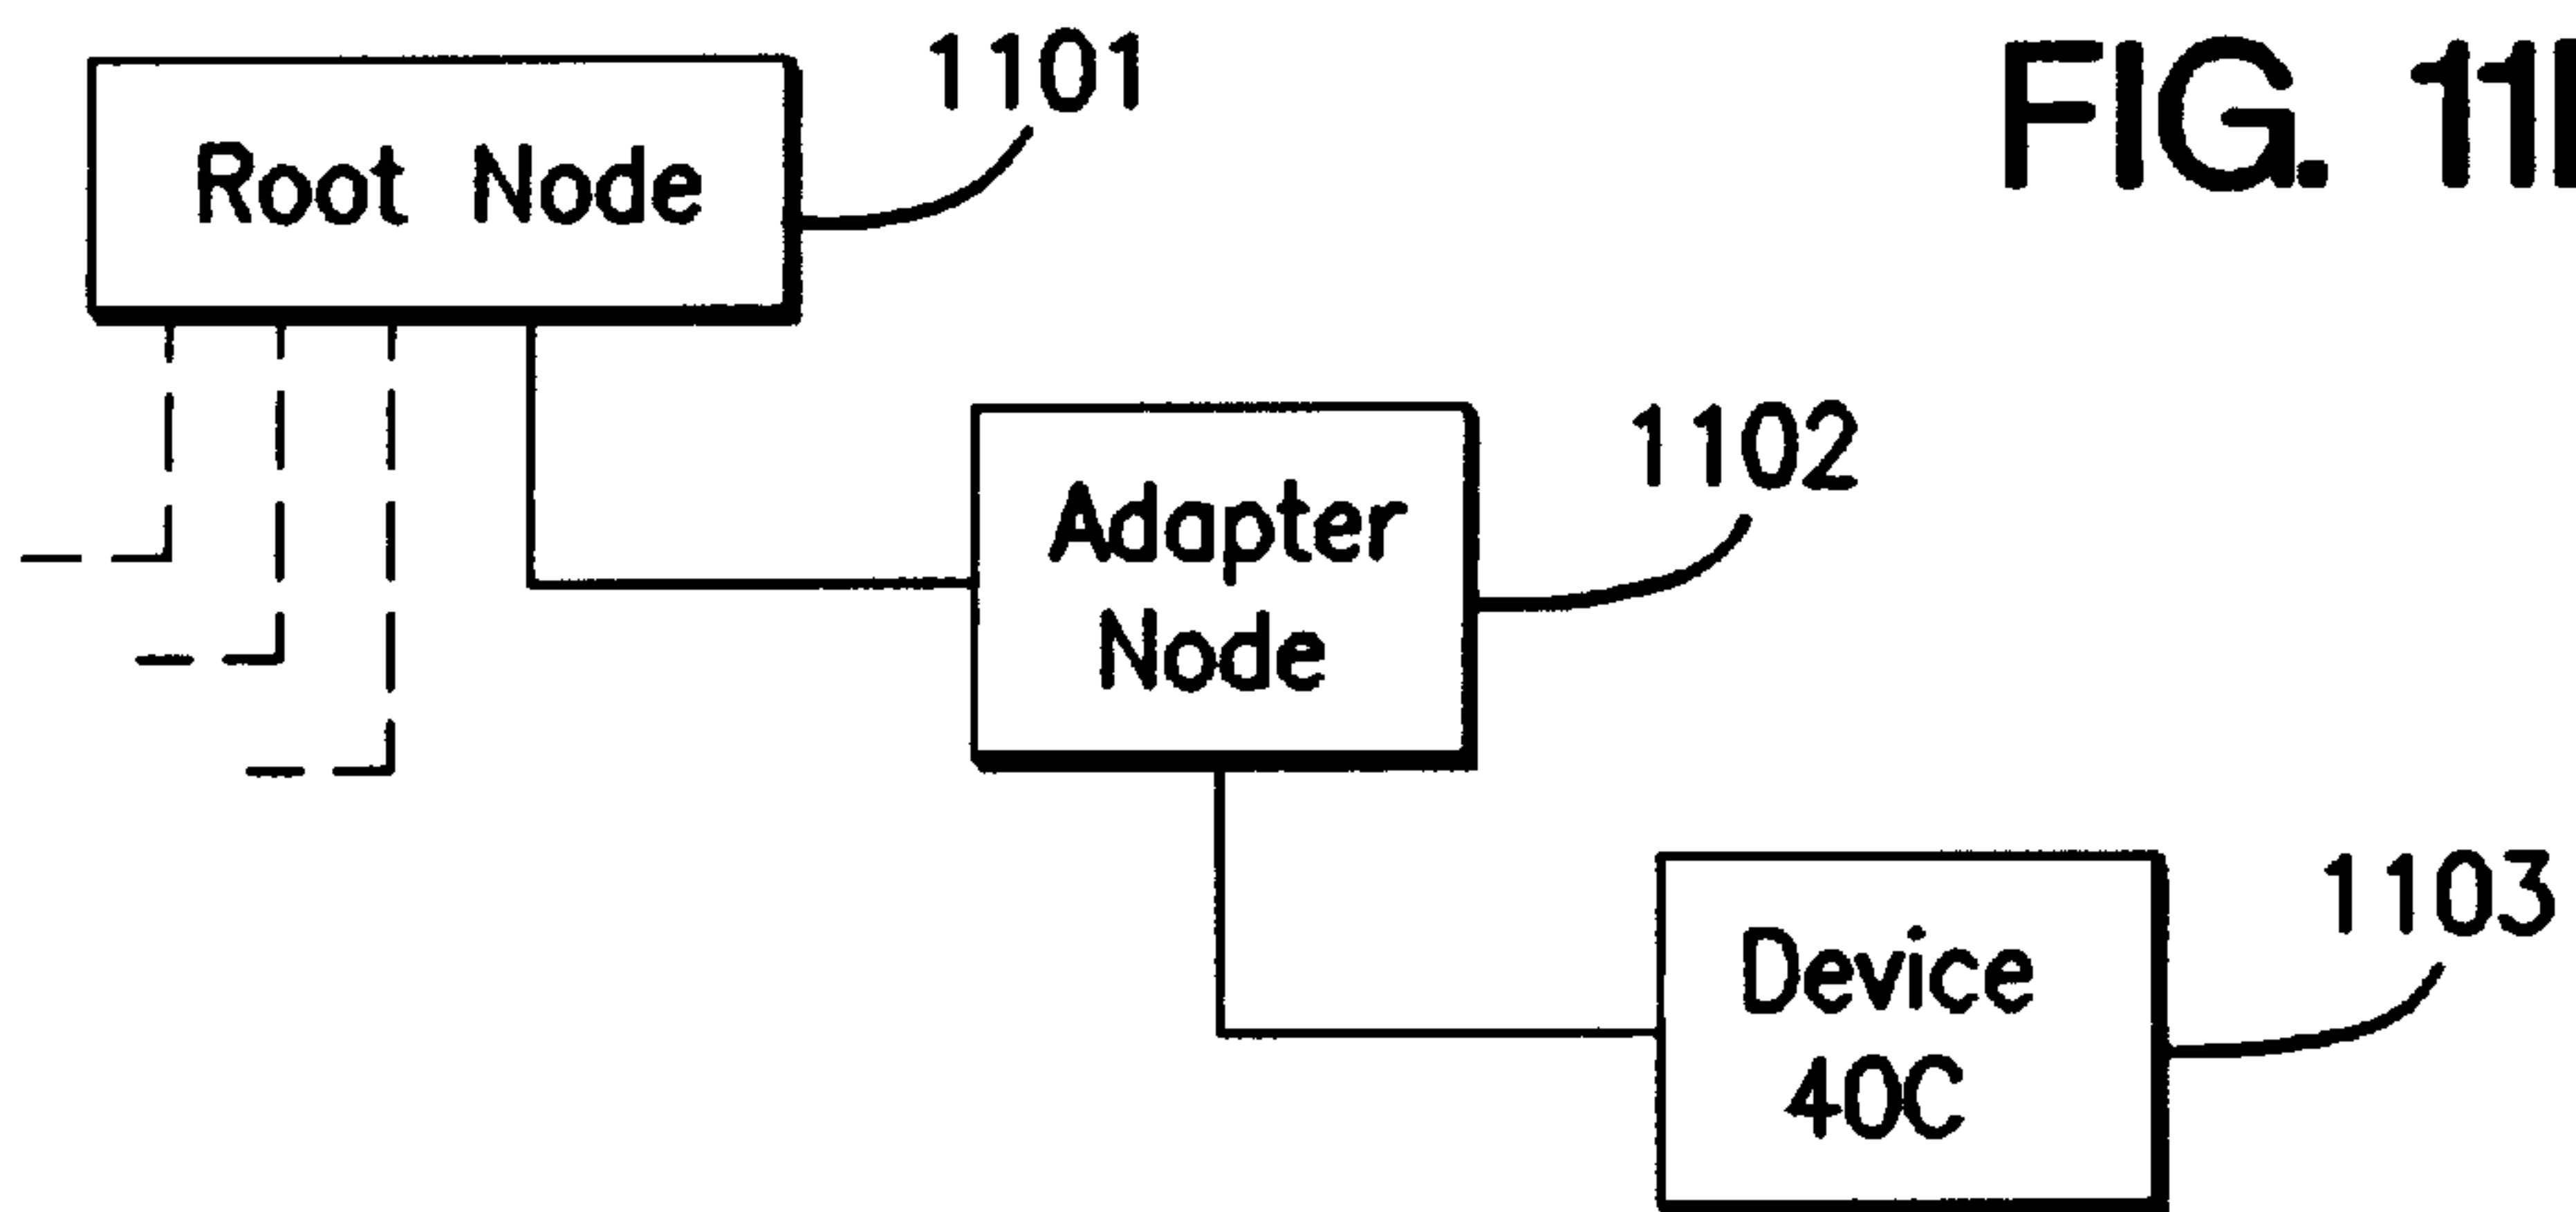 1101
FIG. 11
Root Node
1102
Adapter
Node
1103
Device
40C